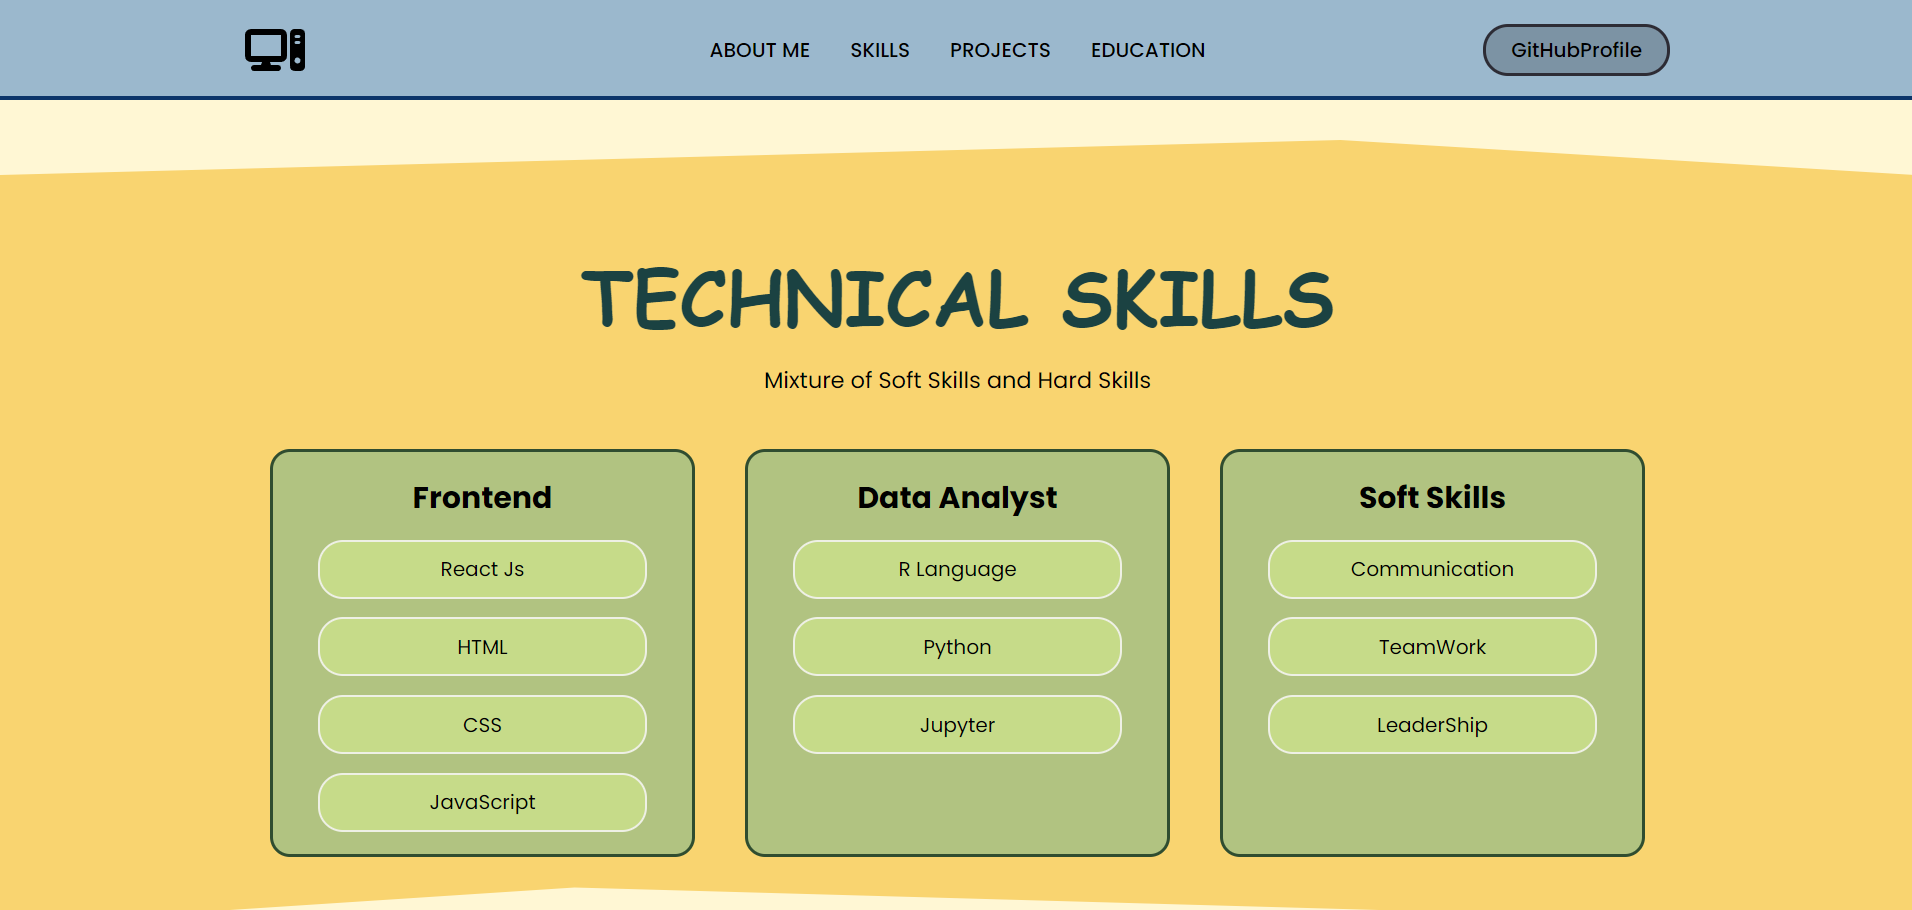 ABOUT ME SKILLS PROJECTS EDUCATION GitHubProfile
TECHNICAL SKILLS
Mixture of Soft Skills and Hard Skills
Frontend
React Js
HTML
CSS
JavaScript
Data Analyst
R Language
Python
Jupyter
Soft Skills
Communication
TeamWork
LeaderShip